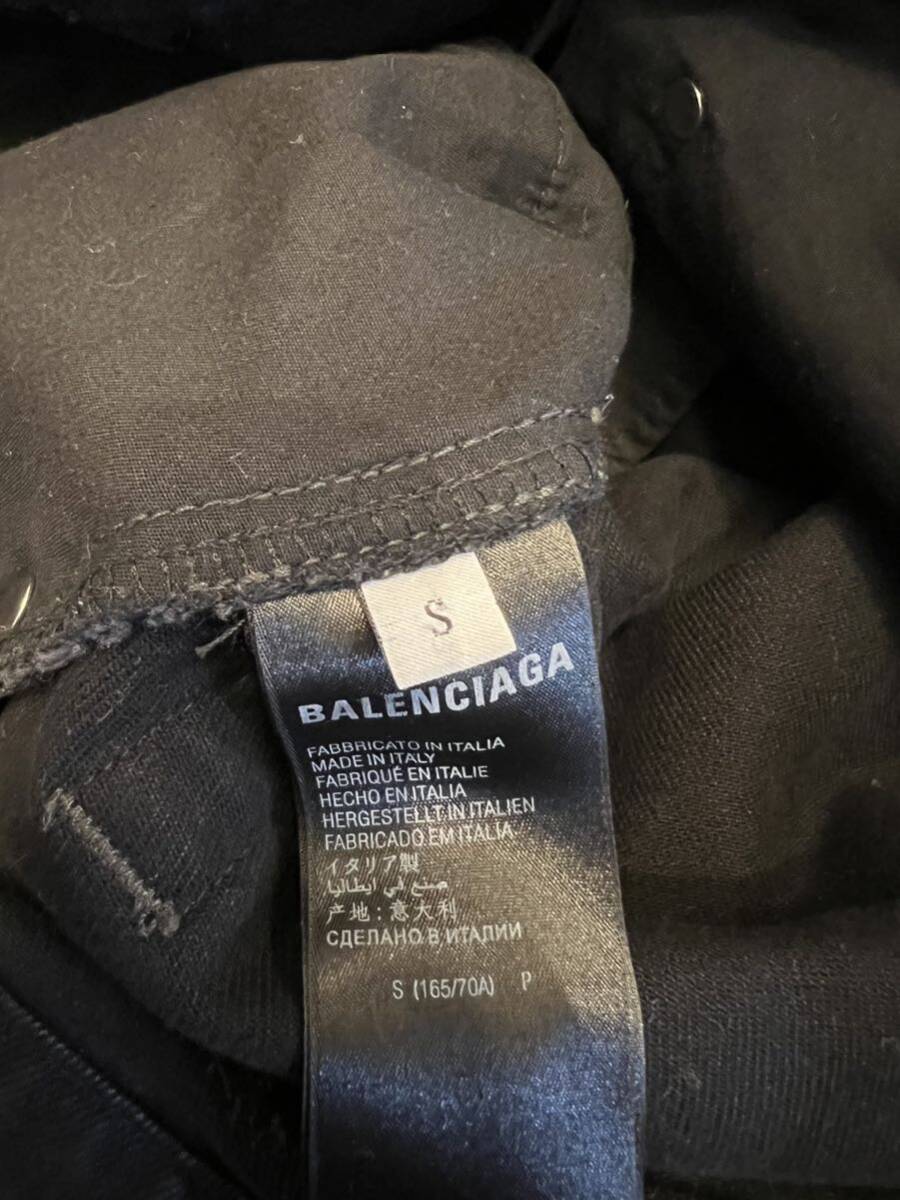 S
BALENCIAGA
FABBRICATO IN ITALIA
MADE IN ITALY
FABRIQUÉ EN ITALIE
HECHO EN ITALIA
HERGESTELLT IN ITALIEN
FABRICADO EM ITALIA
イタリア製
صنع في ايطاليا
产地：意大利
СДЕЛАНО В ИТАЛИИ
S (165/70A) P